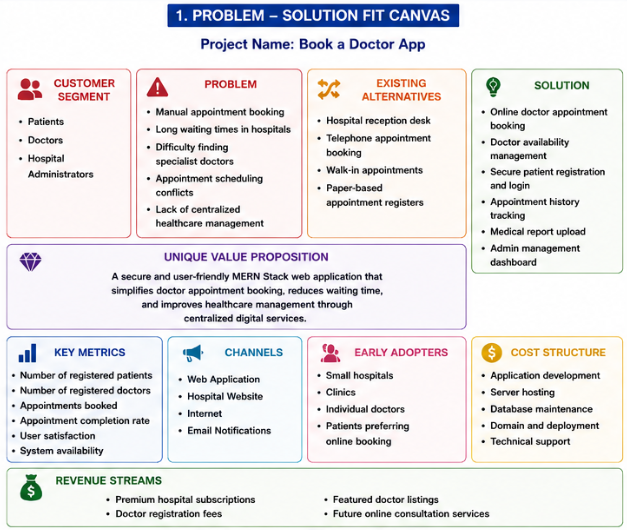 1. PROBLEM – SOLUTION FIT CANVAS
Project Name: Book a Doctor App
CUSTOMER
SEGMENT
• Patients
• Doctors
• Hospital
Administrators
PROBLEM
• Manual appointment booking
• Long waiting times in hospitals
• Difficulty finding
specialist doctors
• Appointment scheduling
conflicts
• Lack of centralized
healthcare management
EXISTING
ALTERNATIVES
• Hospital reception desk
• Telephone appointment
booking
• Walk-in appointments
• Paper-based
appointment registers
SOLUTION
• Online doctor appointment
booking
• Doctor availability
management
• Secure patient registration
and login
• Appointment history
tracking
• Medical report upload
• Admin management
dashboard
UNIQUE VALUE PROPOSITION
A secure and user-friendly MERN Stack web application that
simplifies doctor appointment booking, reduces waiting time,
and improves healthcare management through
centralized digital services.
KEY METRICS
• Number of registered patients
• Number of registered doctors
• Appointments booked
• Appointment completion rate
• User satisfaction
• System availability
CHANNELS
• Web Application
• Hospital Website
• Internet
• Email Notifications
EARLY ADOPTERS
• Small hospitals
• Clinics
• Individual doctors
• Patients preferring
online booking
COST STRUCTURE
• Application development
• Server hosting
• Database maintenance
• Domain and deployment
• Technical support
REVENUE STREAMS
• Premium hospital subscriptions
• Doctor registration fees
• Featured doctor listings
• Future online consultation services